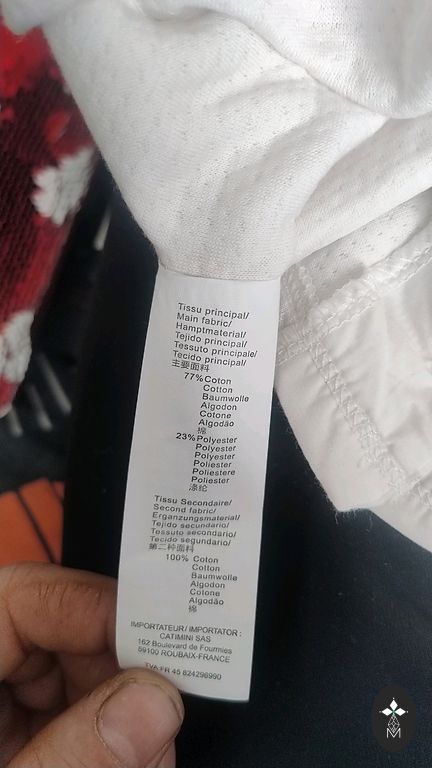 Tissu principal/
Main fabric/
Hamptmaterial/
Tejido principal/
Tessuto principale/
Tecido principal/
主要面料
77% Coton
Cotton
Baumwolle
Algodon
Cotone
Algodão
棉
23% Polyester
Polyester
Polyester
Poliester
Poliestere
Poliester
涤纶
Tissu Secondaire/
Second fabric/
Erganzungsmaterial/
Tejido secundario/
Tessuto secondario/
Tecido segundario/
第二种面料
100% Coton
Cotton
Baumwolle
Algodon
Colone
Algodão
棉
IMPORTATEUR/ IMPORTATOR :
CATIMINI SAS
162 Boulevard de Fourmies
59100 ROUBAIX-FRANCE
TVA:FR 45 824296990
M